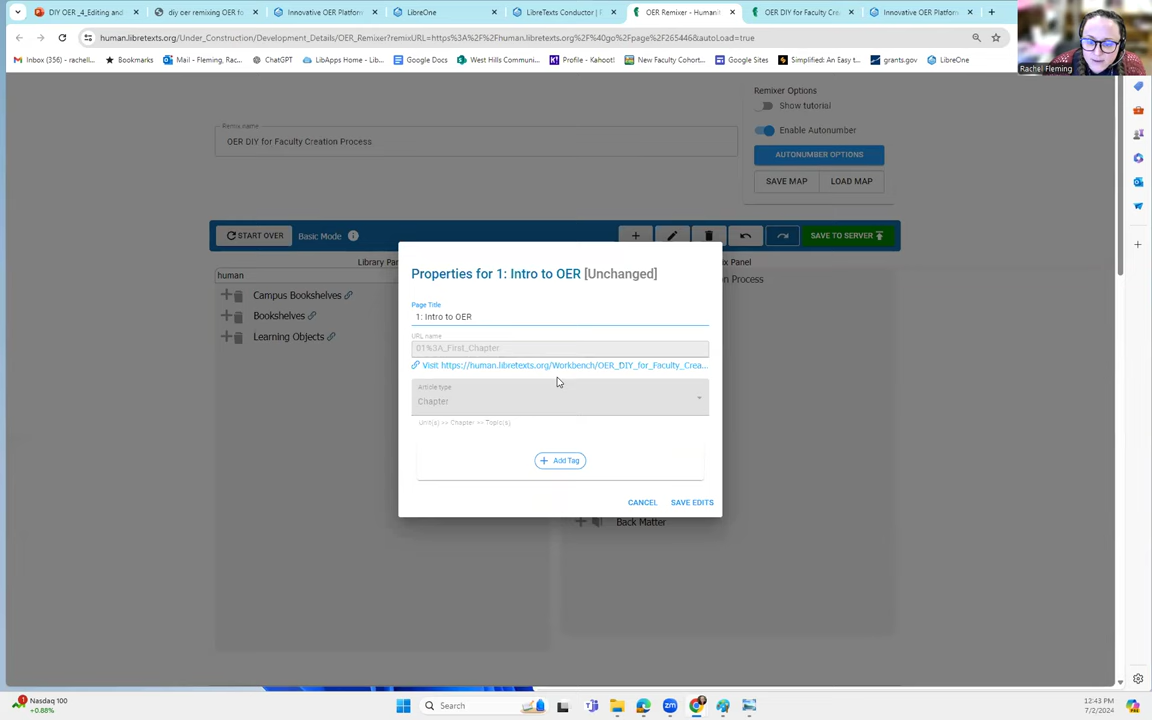 DIY OER _4_Editing and
diy oer remixing OER fo
Innovative OER Platform
LibreOne
LibreTexts Conductor | 
OER Remixer - Humanit
OER DIY for Faculty Crea
Innovative OER Platform
human.libretexts.org/Under_Construction/Development_Details/OER_Remixer?remixURL=https%3A%2F%2Fhuman.libretexts.org%2F%40go%2Fpage%2F265446&autoLoad=true
Inbox (356) - rachell...
Bookmarks
Mail - Fleming, Rac...
ChatGPT
LibApps Home - Lib...
Google Docs
West Hills Communi...
Profile - Kahoot!
New Faculty Cohort...
Google Sites
Simplified: An Easy t...
grants.gov
LibreOne
Rachel Fleming
Remixer Options
Show tutorial
Remix name
OER DIY for Faculty Creation Process
Enable Autonumber
AUTONUMBER OPTIONS
SAVE MAP
LOAD MAP
START OVER
Basic Mode
SAVE TO SERVER
Library Pan
x Panel
human
n Process
Campus Bookshelves
Bookshelves
Learning Objects
Properties for 1: Intro to OER [Unchanged]
Page Title
1: Intro to OER
URL name
01%3A_First_Chapter
Visit https://human.libretexts.org/Workbench/OER_DIY_for_Faculty_Crea...
Article type
Chapter
Unit(s) >> Chapter >> Topic(s)
Add Tag
CANCEL
SAVE EDITS
Back Matter
Nasdaq 100
+0.88%
Search
12:43 PM
7/2/2024